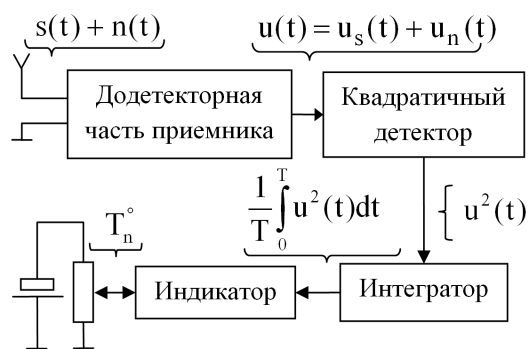 s(t) + n(t)
u(t) = u_s(t) + u_n(t)
Додетекторная
часть приемника
Квадратичный
детектор
1/T ∫₀ᵀ u²(t)dt
u²(t)
T°_n
Индикатор
Интегратор